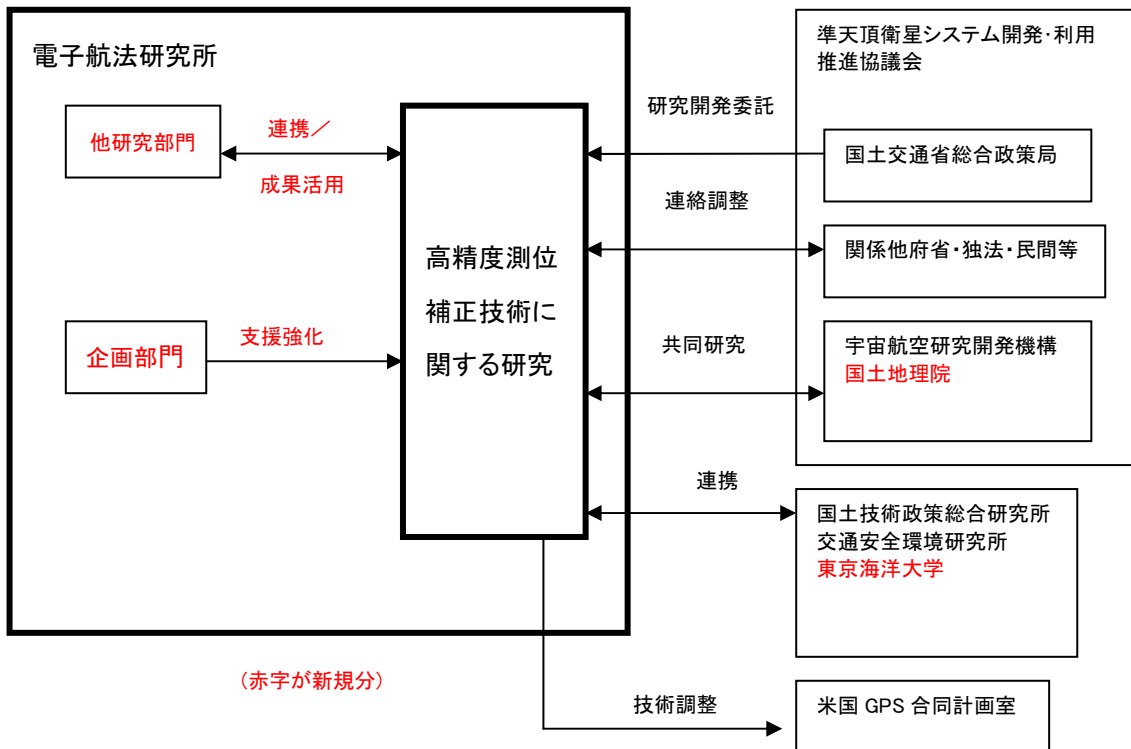 電子航法研究所
他研究部門
連携／
成果活用
企画部門
支援強化
高精度測位
補正技術に
関する研究
研究開発委託
連絡調整
共同研究
連携
技術調整
準天頂衛星システム開発・利用
推進協議会
国土交通省総合政策局
関係他府省・独法・民間等
宇宙航空研究開発機構
国土地理院
国土技術政策総合研究所
交通安全環境研究所
東京海洋大学
米国 GPS 合同計画室
(赤字が新規分)